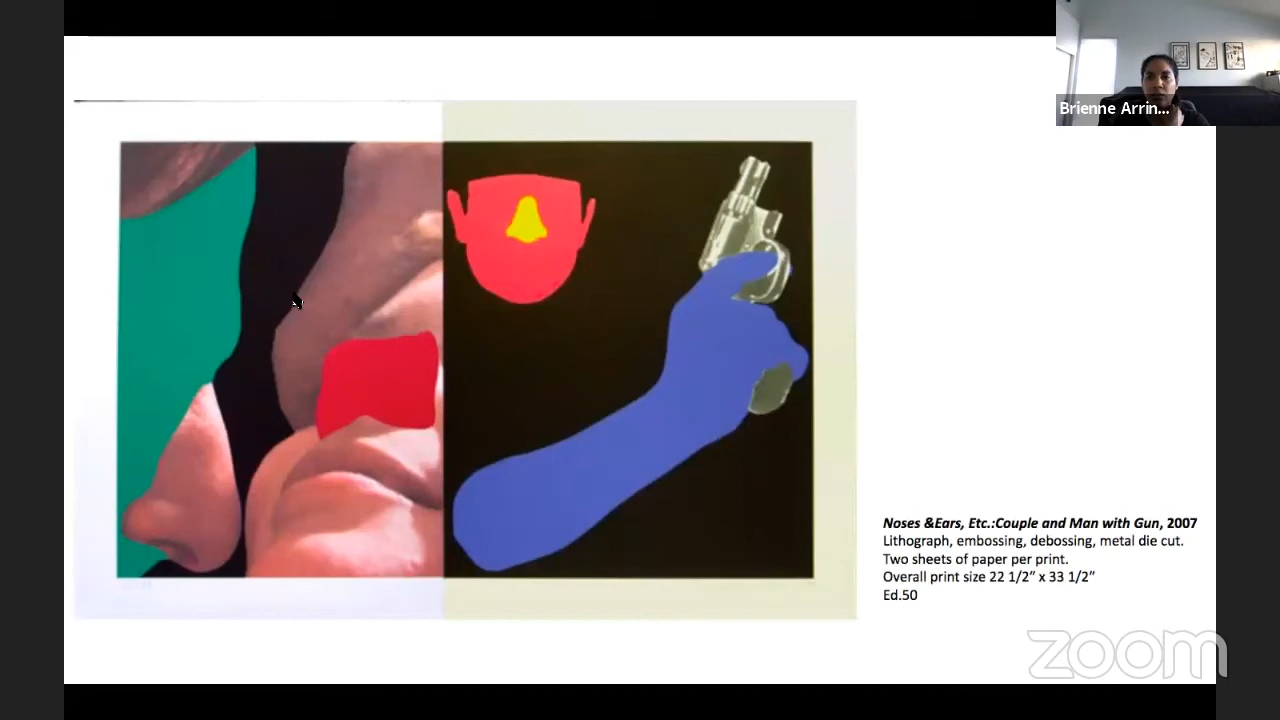 Brienne Arrin...
Noses &Ears, Etc.:Couple and Man with Gun, 2007
Lithograph, embossing, debossing, metal die cut.
Two sheets of paper per print.
Overall print size 22 1/2” x 33 1/2”
Ed.50
zoom